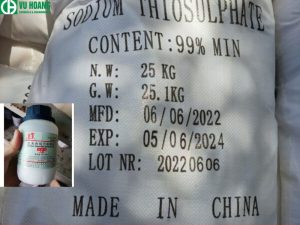 VU HOANG
SODIUM THIOSULPHATE
CONTENT: 99% MIN
N.W: 25 KG
G.W: 25.1KG
MFD: 06/06/2022
EXP: 05/06/2024
LOT NR: 20220606
MADE IN CHINA